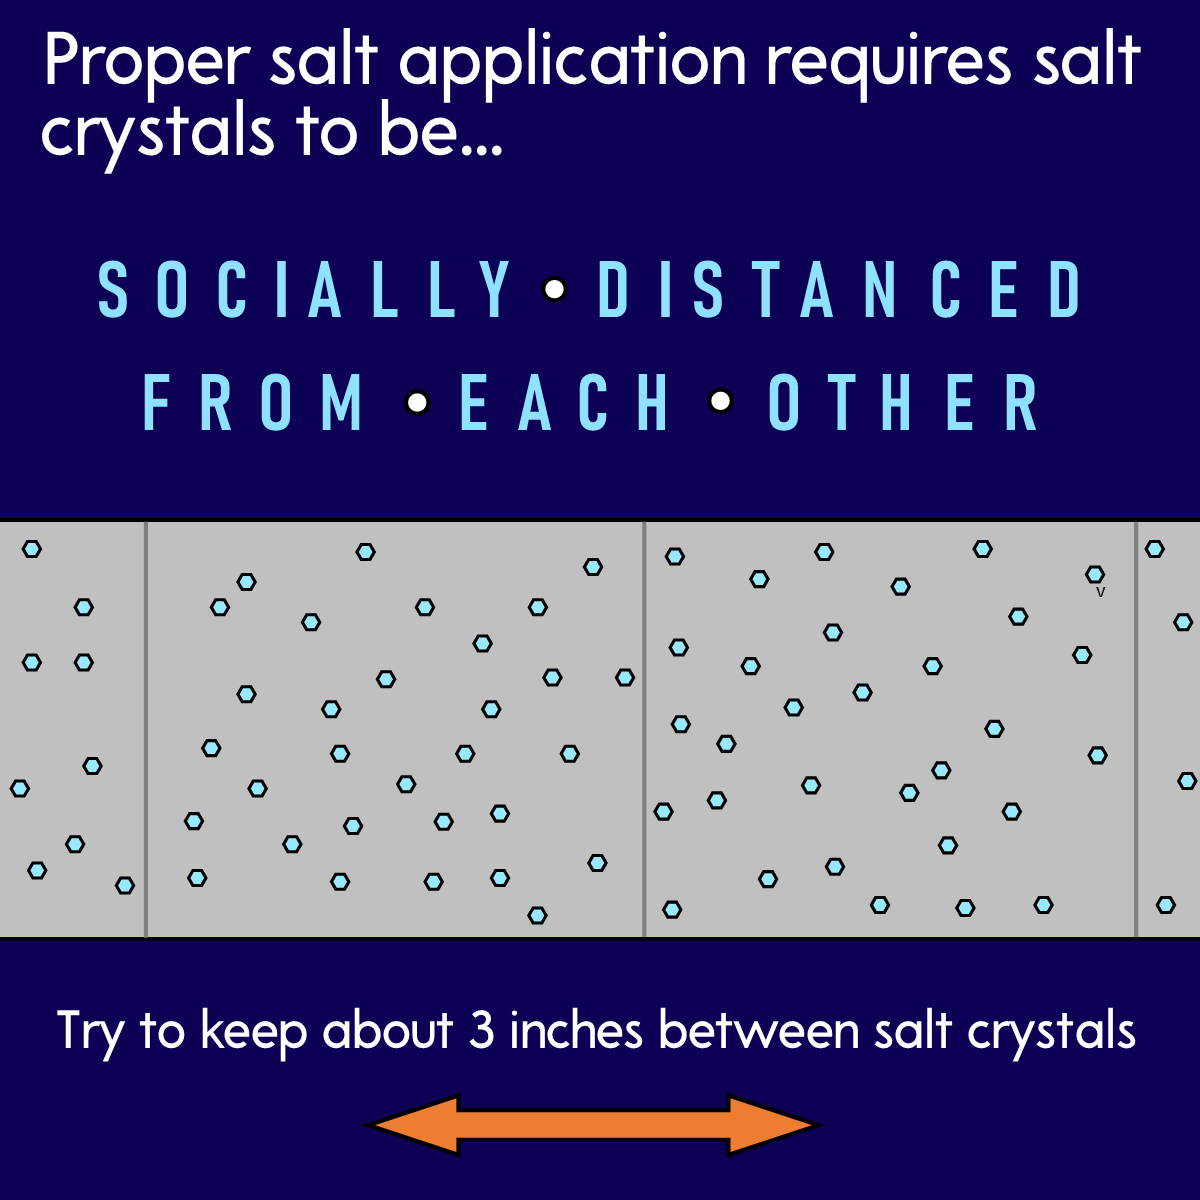 Proper salt application requires salt
crystals to be...
SOCIALLY • DISTANCED
FROM • EACH • OTHER
v
Try to keep about 3 inches between salt crystals